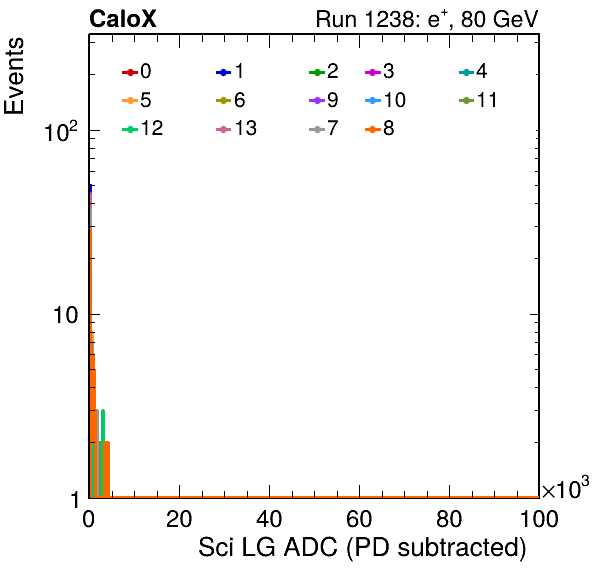 CaloX Run 1238: e⁺, 80 GeV
Events
0 1 2 3 4
5 6 9 10 11
12 13 7 8
10²
10
1
0 20 40 60 80 100
×10³
Sci LG ADC (PD subtracted)